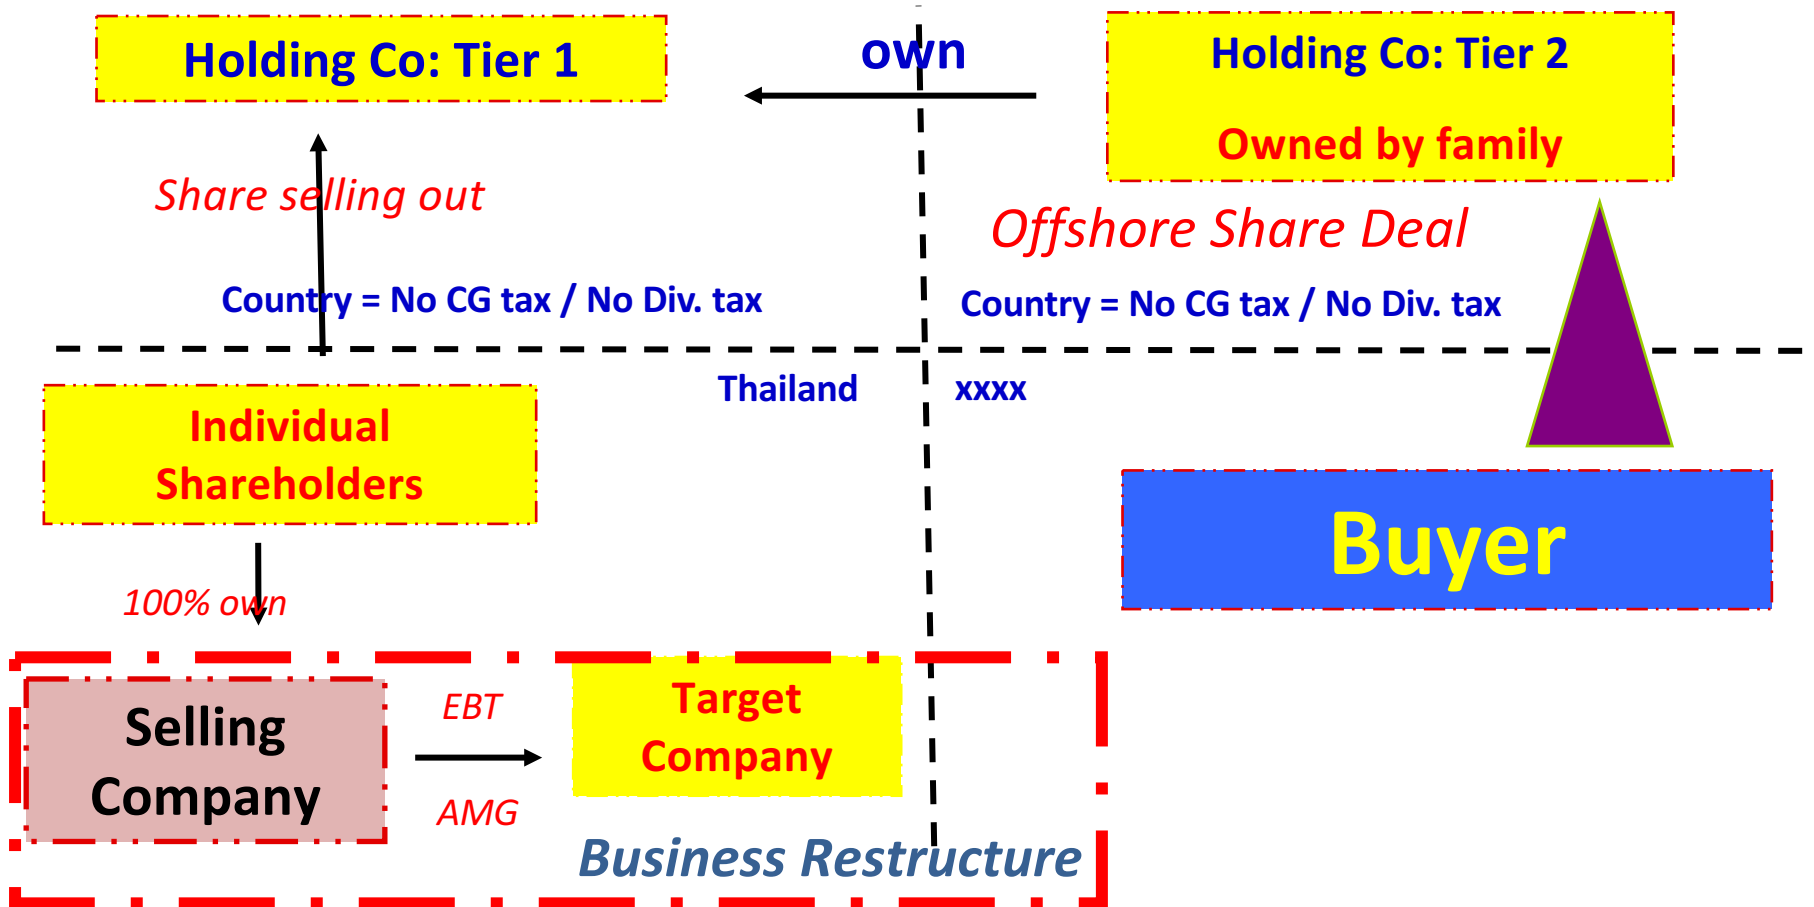 Holding Co: Tier 1
own
Holding Co: Tier 2
Owned by family
Share selling out
Offshore Share Deal
Country = No CG tax / No Div. tax
Country = No CG tax / No Div. tax
Thailand
xxxx
Individual
Shareholders
Buyer
100% own
Selling
Company
EBT
AMG
Target
Company
Business Restructure